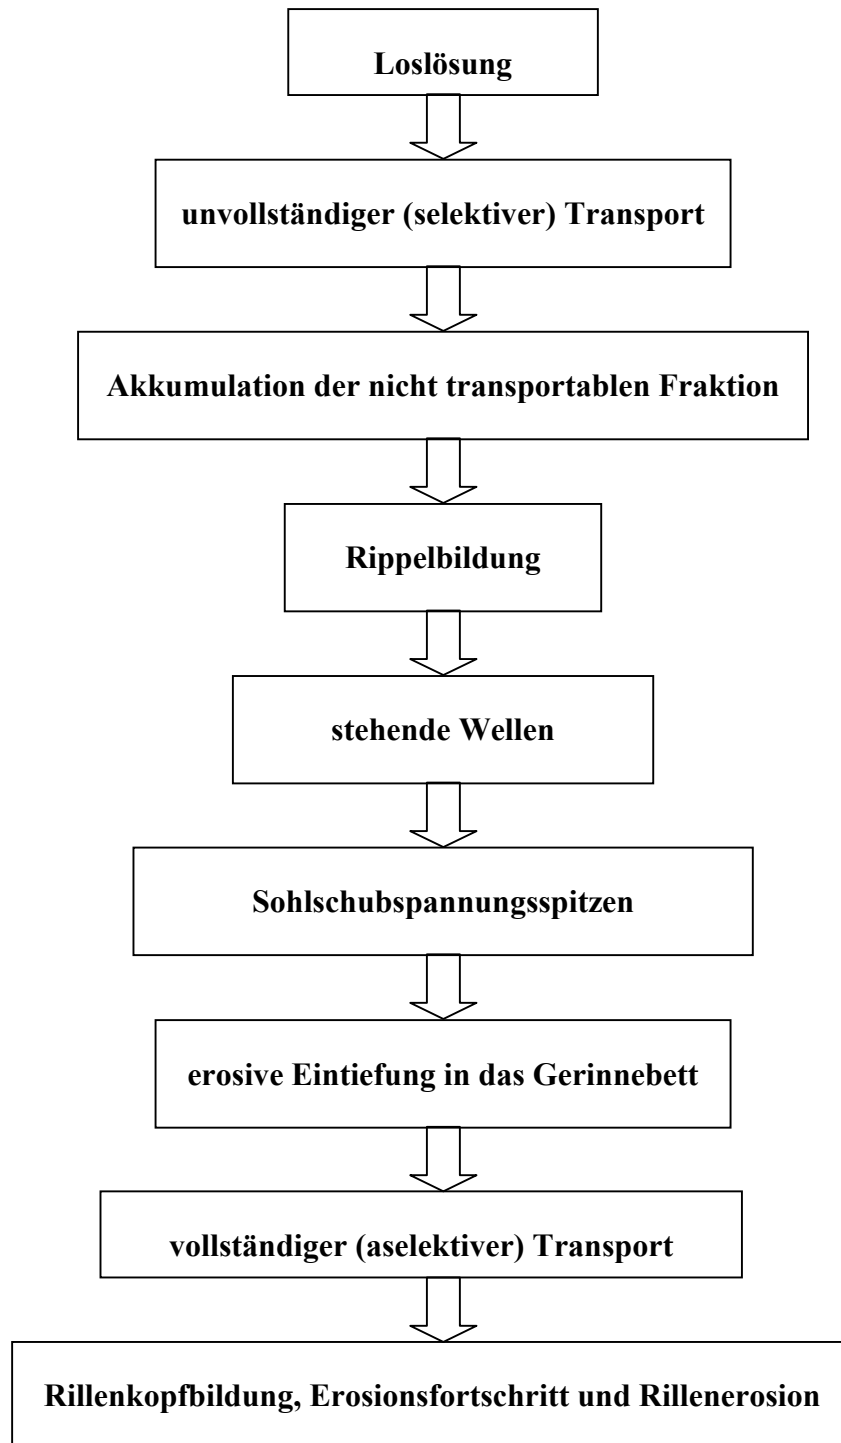 Loslösung
unvollständiger (selektiver) Transport
Akkumulation der nicht transportablen Fraktion
Rippelbildung
stehende Wellen
Sohlschubspannungsspitzen
erosive Eintiefung in das Gerinnebett
vollständiger (aselektiver) Transport
Rillenkopfbildung, Erosionsfortschritt und Rillenerosion